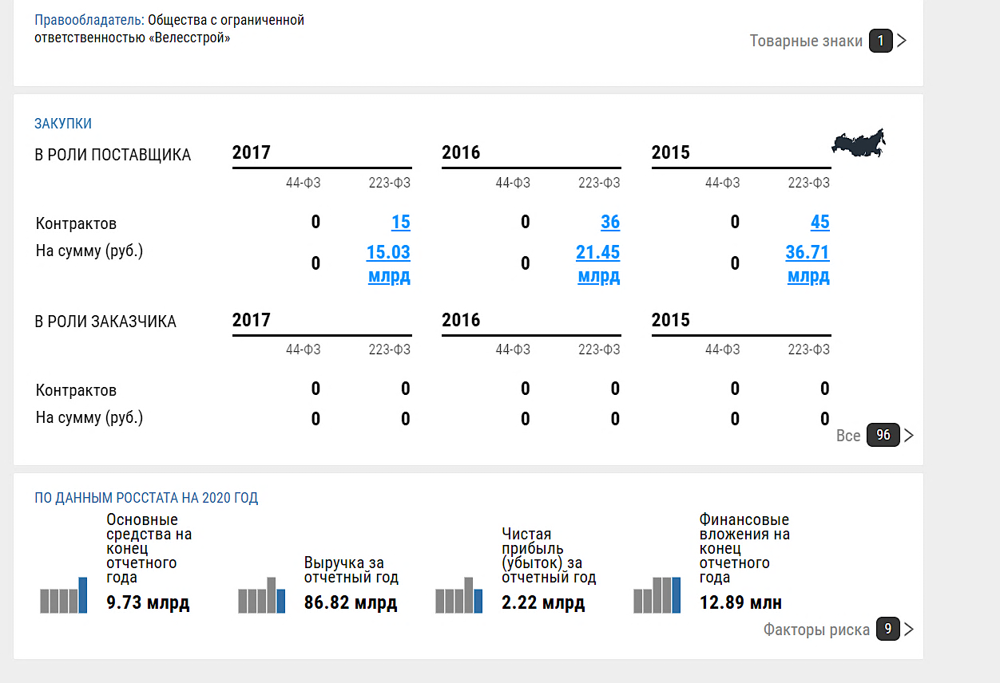 Правообладатель: Общества с ограниченной
ответственностью «Велесстрой»
Товарные знаки 1
ЗАКУПКИ
В РОЛИ ПОСТАВЩИКА 2017 2016 2015
44-ФЗ 223-ФЗ 44-ФЗ 223-ФЗ 44-ФЗ 223-ФЗ
Контрактов 0 15 0 36 0 45
На сумму (руб.) 0 15.03 0 21.45 0 36.71
млрд млрд млрд
В РОЛИ ЗАКАЗЧИКА 2017 2016 2015
44-ФЗ 223-ФЗ 44-ФЗ 223-ФЗ 44-ФЗ 223-ФЗ
Контрактов 0 0 0 0 0 0
На сумму (руб.) 0 0 0 0 0 0
Все 96
ПО ДАННЫМ РОССТАТА НА 2020 ГОД
Основные
средства на
конец
отчетного
года
9.73 млрд
Выручка за
отчетный год
86.82 млрд
Чистая
прибыль
(убыток) за
отчетный год
2.22 млрд
Финансовые
вложения на
конец
отчетного
года
12.89 млн
Факторы риска 9